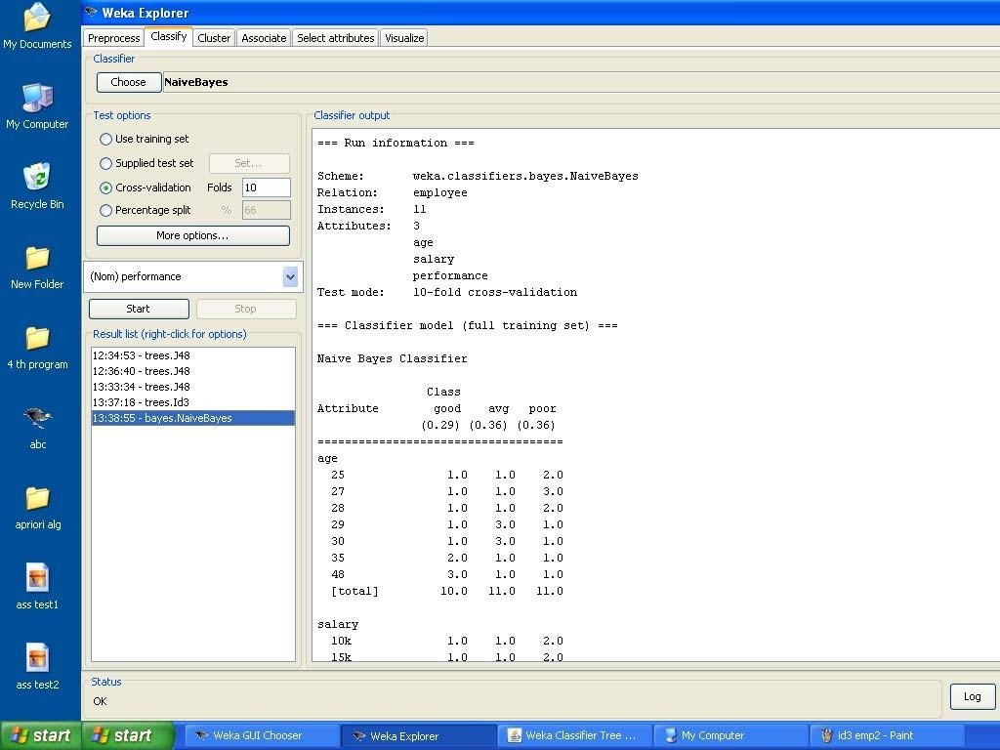 My Documents
My Computer
Recycle Bin
New Folder
4 th program
abc
apriori alg
ass test1
ass test2
Weka Explorer
Preprocess Classify Cluster Associate Select attributes Visualize
Classifier
Choose NaiveBayes
Test options
Use training set
Supplied test set Set...
Cross-validation Folds 10
Percentage split % 66
More options...
(Nom) performance
Start Stop
Result list (right-click for options)
12:34:53 - trees.J48
12:36:40 - trees.J48
13:33:34 - trees.J48
13:37:18 - trees.Id3
13:38:55 - bayes.NaiveBayes
Classifier output
=== Run information ===
Scheme: weka.classifiers.bayes.NaiveBayes
Relation: employee
Instances: 11
Attributes: 3
age
salary
performance
Test mode: 10-fold cross-validation
=== Classifier model (full training set) ===
Naive Bayes Classifier
Class
Attribute good avg poor
(0.29) (0.36) (0.36)
====================================
age
25 1.0 1.0 2.0
27 1.0 1.0 3.0
28 1.0 1.0 2.0
29 1.0 3.0 1.0
30 1.0 3.0 1.0
35 2.0 1.0 1.0
48 3.0 1.0 1.0
[total] 10.0 11.0 11.0
salary
10k 1.0 1.0 2.0
15k 1.0 1.0 2.0
Status
OK
Log
start start Weka GUI Chooser Weka Explorer Weka Classifier Tree ... My Computer id3 emp2 - Paint